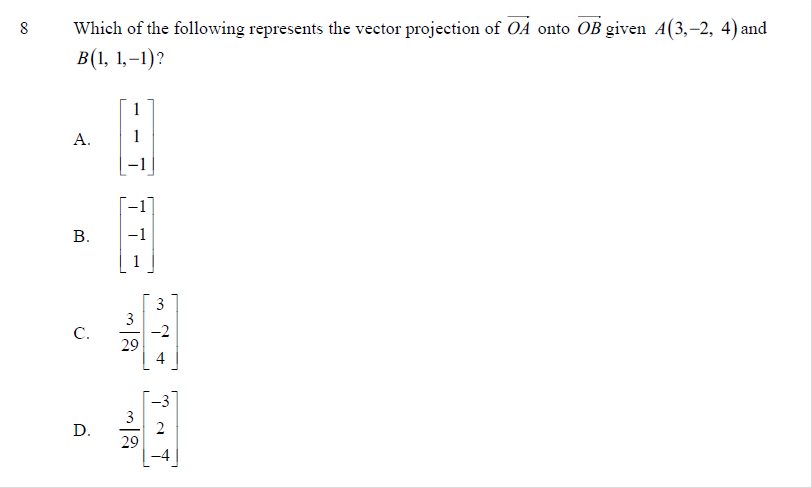 8 Which of the following represents the vector projection of $\overrightarrow{OA}$ onto $\overrightarrow{OB}$ given $A(3,-2, 4)$ and
$B(1, 1,-1)$?
A. $\begin{bmatrix} 1 \\ 1 \\ -1 \end{bmatrix}$
B. $\begin{bmatrix} -1 \\ -1 \\ 1 \end{bmatrix}$
C. $\frac{3}{29}\begin{bmatrix} 3 \\ -2 \\ 4 \end{bmatrix}$
D. $\frac{3}{29}\begin{bmatrix} -3 \\ 2 \\ -4 \end{bmatrix}$